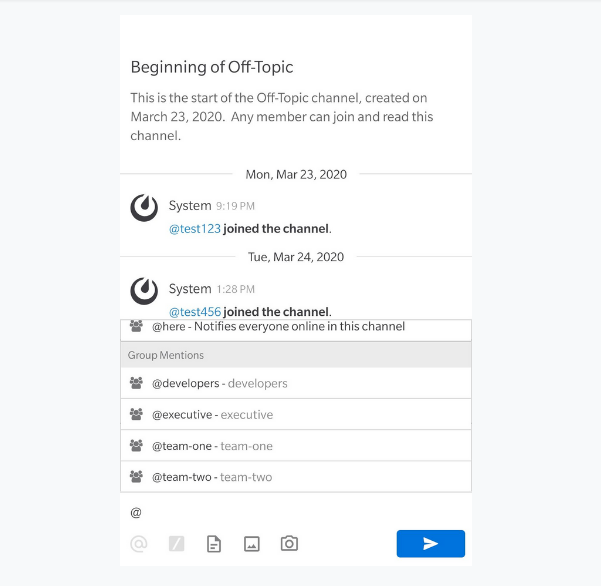 Beginning of Off-Topic
This is the start of the Off-Topic channel, created on
March 23, 2020. Any member can join and read this
channel.
Mon, Mar 23, 2020
System 9:19 PM
@test123 joined the channel.
Tue, Mar 24, 2020
System 1:28 PM
@test456 joined the channel.
@here - Notifies everyone online in this channel
Group Mentions
@developers - developers
@executive - executive
@team-one - team-one
@team-two - team-two
@